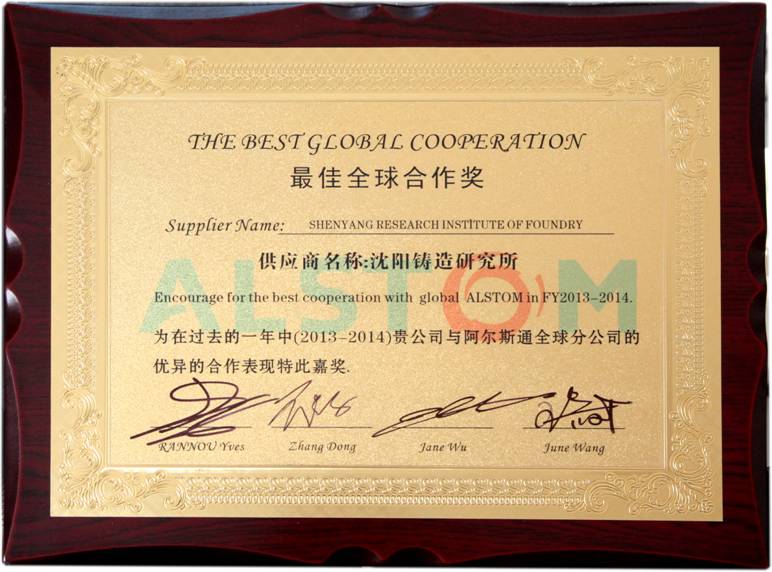 THE BEST GLOBAL COOPERATION
最佳全球合作奖
Supplier Name: SHENYANG RESEARCH INSTITUTE OF FOUNDRY
供应商名称:沈阳铸造研究所
ALSTOM
Encourage for the best cooperation with global ALSTOM in FY2013-2014.
为在过去的一年中(2013-2014)贵公司与阿尔斯通全球分公司的
优异的合作表现特此嘉奖.
RANNOU Yves Zhang Dong Jane Wu June Wang